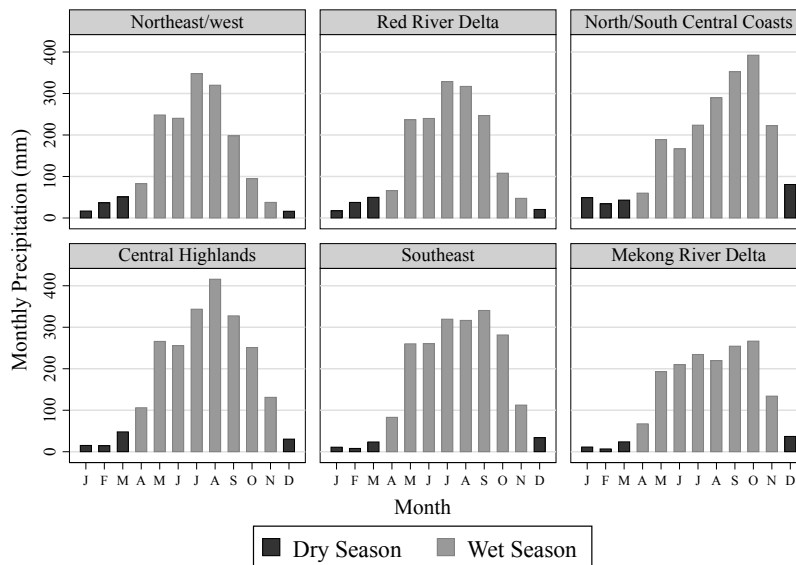 Northeast/west Red River Delta North/South Central Coasts
400
300
200
100
0
Central Highlands Southeast Mekong River Delta
400
300
200
100
0
Monthly Precipitation (mm)
J F M A M J J A S O N D J F M A M J J A S O N D J F M A M J J A S O N D
Month
Dry Season Wet Season